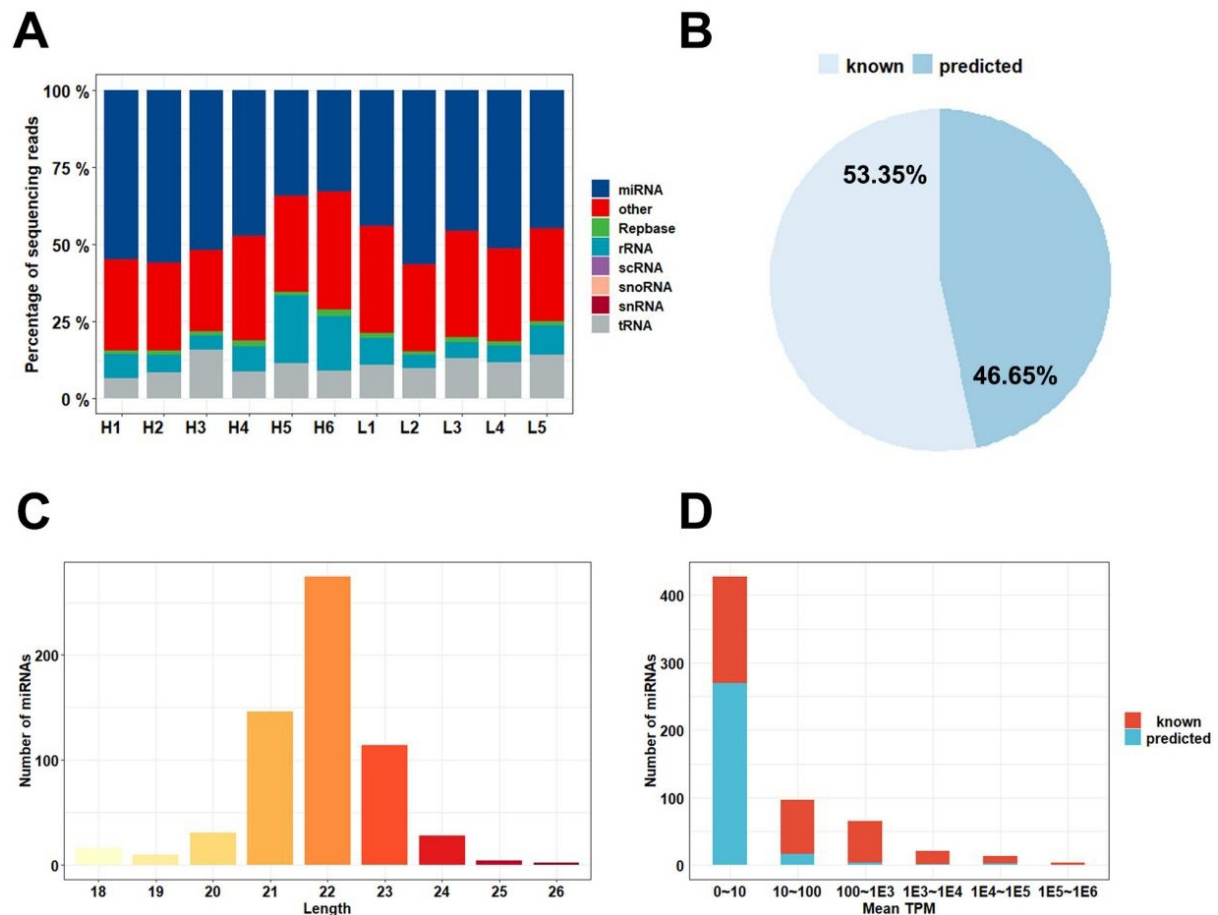 A
Percentage of sequencing reads
100 %
75 %
50 %
25 %
0 %
H1 H2 H3 H4 H5 H6 L1 L2 L3 L4 L5
miRNA
other
Repbase
rRNA
scRNA
snoRNA
snRNA
tRNA
B
known predicted
53.35%
46.65%
C
Number of miRNAs
200
100
0
18 19 20 21 22 23 24 25 26
Length
D
Number of miRNAs
400
300
200
100
0
0~10 10~100 100~1E3 1E3~1E4 1E4~1E5 1E5~1E6
Mean TPM
known
predicted